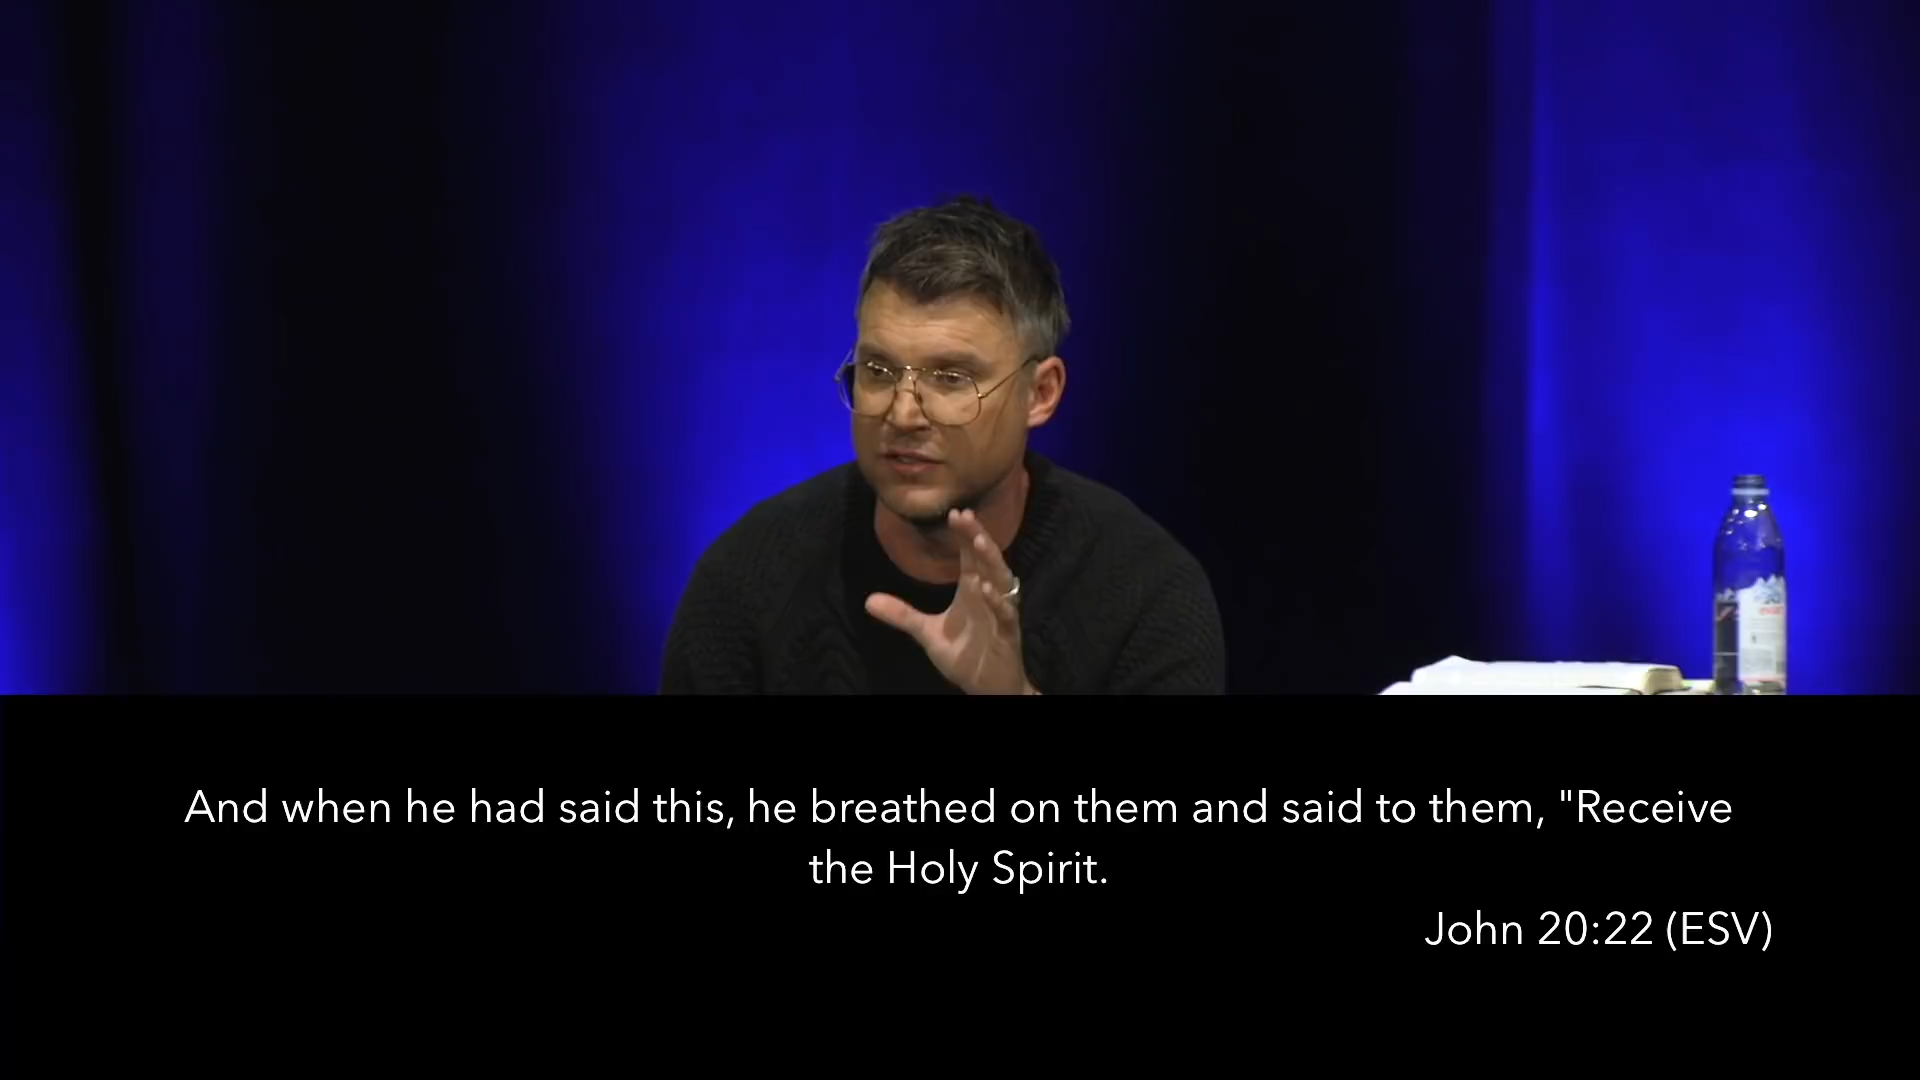 And when he had said this, he breathed on them and said to them, "Receive
the Holy Spirit.
John 20:22 (ESV)